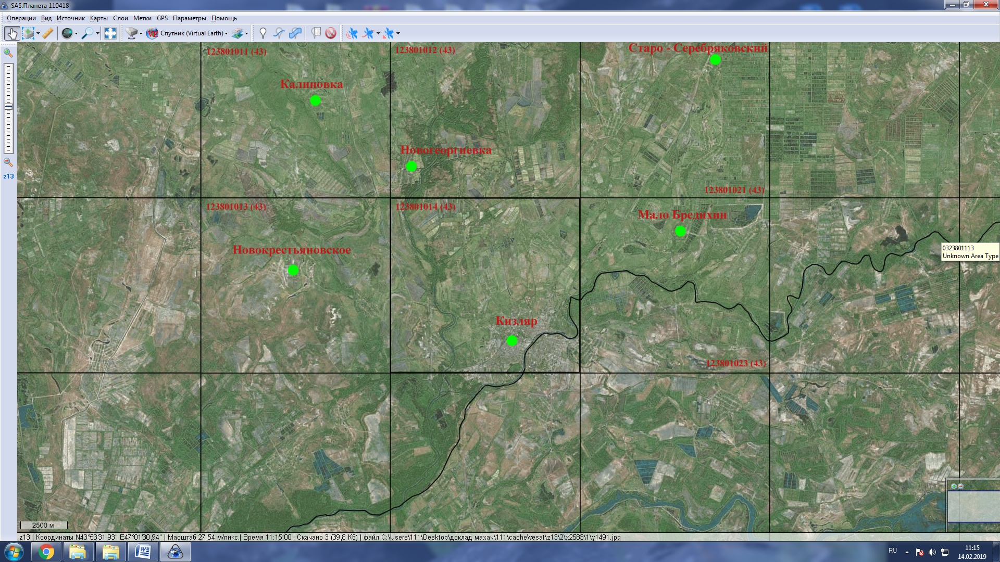 SAS.Планета 110418
Операции Вид Источник Карты Слои Метки GPS Параметры Помощь
Спутник (Virtual Earth)
z13
123801011 (43)
123801012 (43)
Старо - Серебряковский
Калиновка
Новогеоргиевка
123801021 (43)
123801013 (43)
123801014 (43)
Мало Бредихин
Новокрестьяновское
0323801113
Unknown Area Type
Кизляр
123801023 (43)
2500 м
z13 | Координаты N43°53'31,93" E47°01'30,94" | Масштаб 27,54 м/пикс.| Время 11:15:00 | Скачано 3 (39,8 Кб) | файл C:\Users\111\Desktop\доклад махач\111\cache\vesat\z13\2\x2583\1\y1491.jpg
RU
11:15
14.02.2019